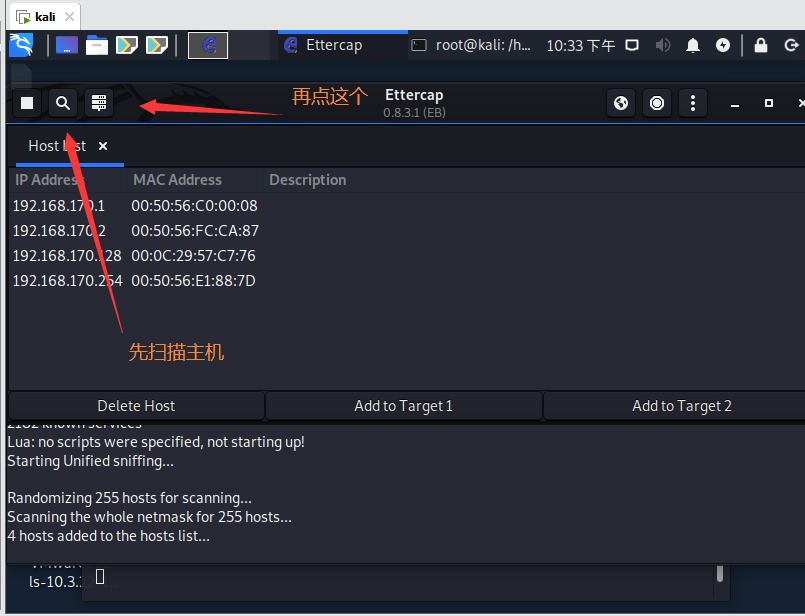 kali
Ettercap
root@kali: /h...
10:33 下午
再点这个
Ettercap
0.8.3.1 (EB)
Host List
IP Address
MAC Address
Description
192.168.170.1
00:50:56:C0:00:08
192.168.170.2
00:50:56:FC:CA:87
192.168.170.128
00:0C:29:57:C7:76
192.168.170.254
00:50:56:E1:88:7D
先扫描主机
Delete Host
Add to Target 1
Add to Target 2
2182 known services
Lua: no scripts were specified, not starting up!
Starting Unified sniffing...
Randomizing 255 hosts for scanning...
Scanning the whole netmask for 255 hosts...
4 hosts added to the hosts list...
ls-10.3.